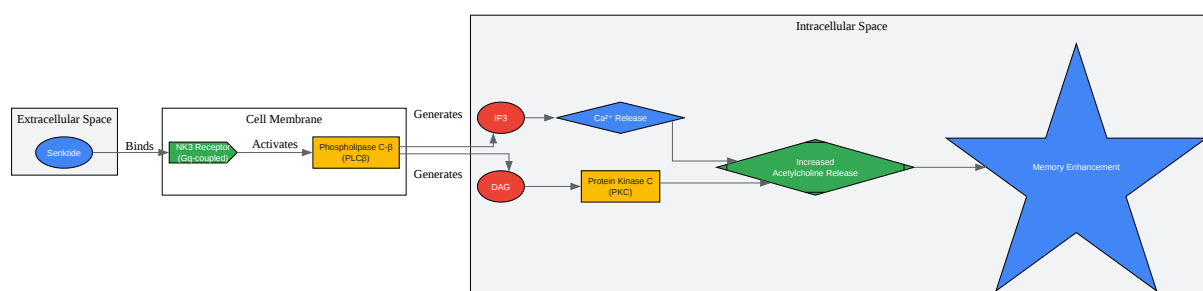 Intracellular Space
Extracellular Space
Cell Membrane
Generates
IP3
Ca²⁺ Release
Senktide
Binds
NK3 Receptor
(Gq-coupled)
Activates
Phospholipase C-β
(PLCβ)
Generates
DAG
Protein Kinase C
(PKC)
Increased
Acetylcholine Release
Memory Enhancement